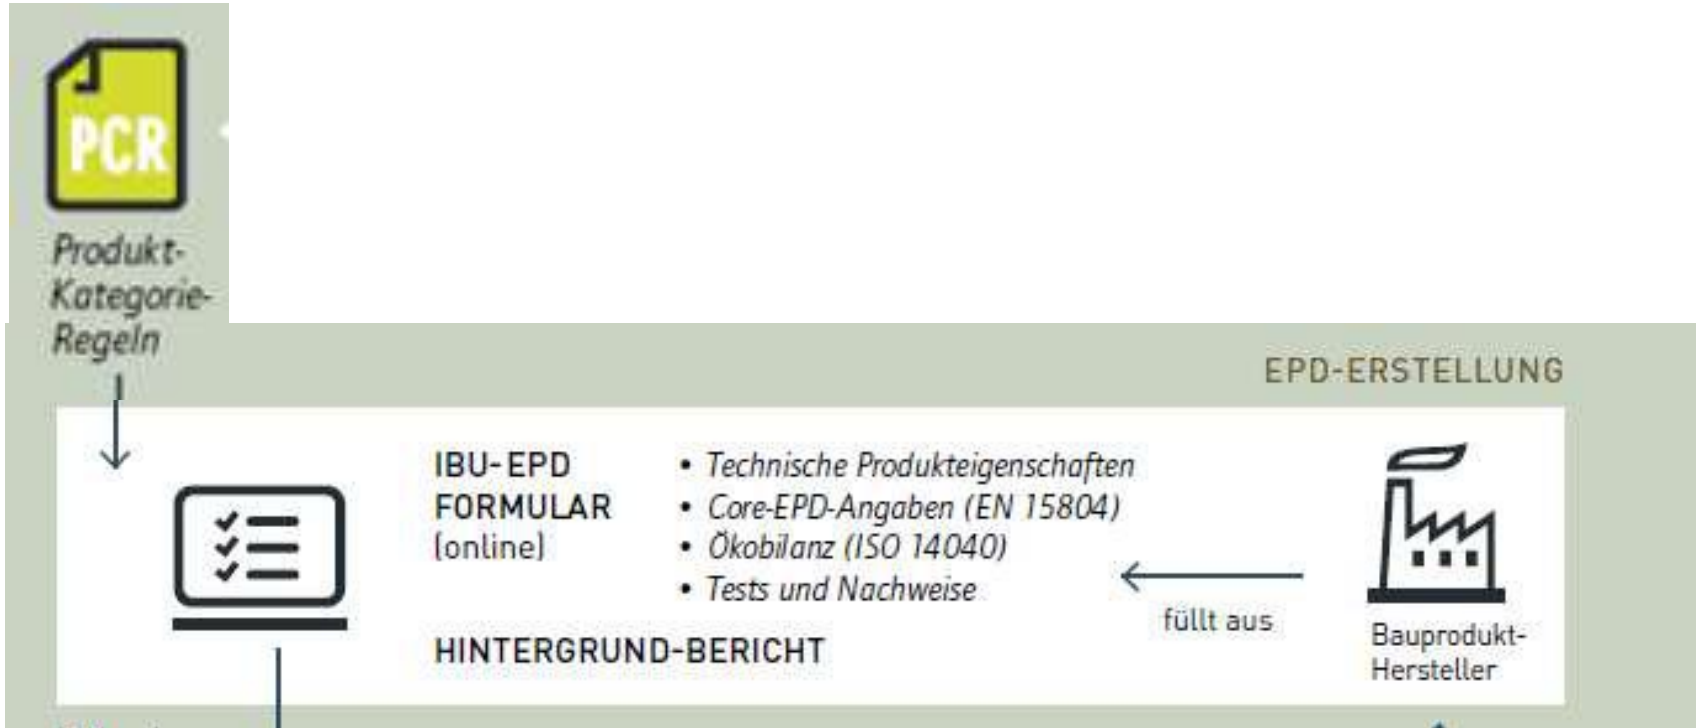 PCR
Produkt-
Kategorie-
Regeln
EPD-ERSTELLUNG
IBU-EPD
FORMULAR
(online)
• Technische Produkteigenschaften
• Core-EPD-Angaben (EN 15804)
• Ökobilanz (ISO 14040)
• Tests und Nachweise
HINTERGRUND-BERICHT
füllt aus
Bauprodukt-
Hersteller